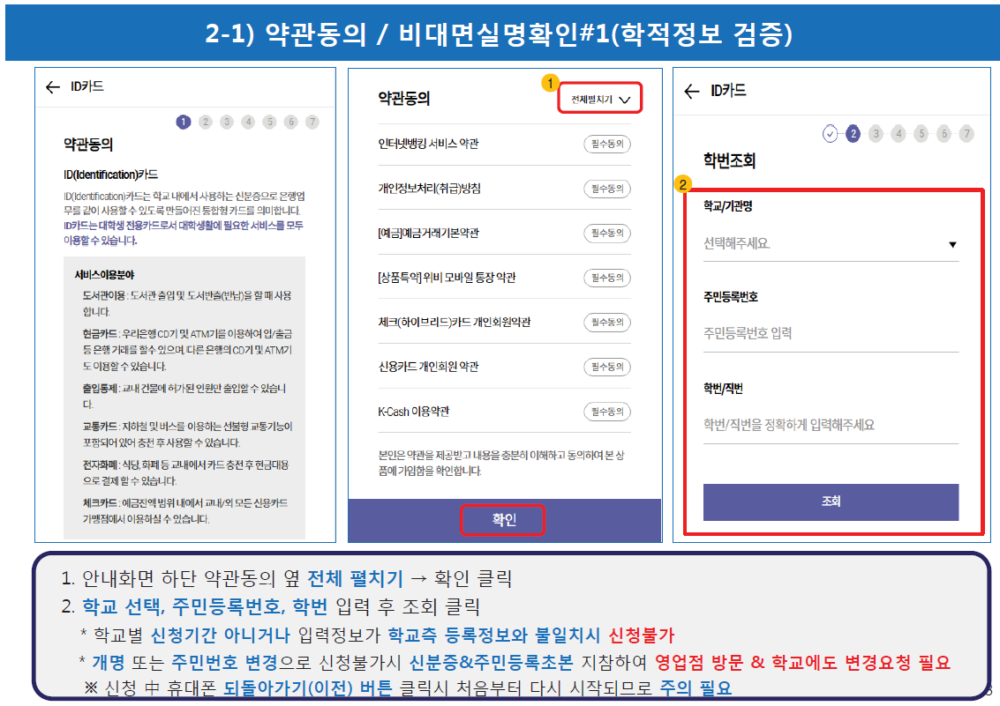 2-1) 약관동의 / 비대면실명확인#1(학적정보 검증)
← ID카드
1 2 3 4 5 6 7
약관동의
ID(Identification)카드
ID(Identification)카드는 학교 내에서 사용하는 신분증으로 은행업
무를 같이 사용할 수 있도록 만들어진 통합형 카드를 의미합니다.
ID카드는 대학생 전용카드로서 대학생활에 필요한 서비스를 모두
이용할 수 있습니다.
서비스이용분야
도서관이용 : 도서관 출입 및 도서반출(반납)을 할 때 사용
합니다.
현금카드 : 우리은행 CD기 및 ATM기를 이용하여 입/출금
등 은행 거래를 할수 있으며, 다른 은행의 CD기 및 ATM기
도 이용할 수 있습니다.
출입통제 : 교내 건물에 허가된 인원만 출입할 수 있습니
다.
교통카드 : 지하철 및 버스를 이용하는 선불형 교통기능이
포함되어 있어 충전 후 사용할 수 있습니다.
전자화폐 : 식당, 화폐 등 교내에서 카드 충전 후 현금대용
으로 결제 할 수 있습니다.
체크카드 : 예금잔액 범위 내에서 교내/외 모든 신용카드
가맹점에서 이용하실 수 있습니다.
1
약관동의 전체펼치기
인터넷뱅킹 서비스 약관 필수동의
개인정보처리(취급)방침 필수동의
[예금]예금거래기본약관 필수동의
[상품특약] 위비 모바일 통장 약관 필수동의
체크(하이브리드)카드 개인회원약관 필수동의
신용카드 개인회원 약관 필수동의
K-Cash 이용약관 필수동의
본인은 약관을 제공받고 내용을 충분히 이해하고 동의하여 본 상
품에 가입함을 확인합니다.
확인
← ID카드
2 3 4 5 6 7
학번조회
2
학교/기관명
선택해주세요. ▼
주민등록번호
주민등록번호 입력
학번/직번
학번/직번을 정확하게 입력해주세요
조회
1. 안내화면 하단 약관동의 옆 전체 펼치기 → 확인 클릭
2. 학교 선택, 주민등록번호, 학번 입력 후 조회 클릭
* 학교별 신청기간 아니거나 입력정보가 학교측 등록정보와 불일치시 신청불가
* 개명 또는 주민번호 변경으로 신청불가시 신분증&주민등록초본 지참하여 영업점 방문 & 학교에도 변경요청 필요
※ 신청 中 휴대폰 되돌아가기(이전) 버튼 클릭시 처음부터 다시 시작되므로 주의 필요